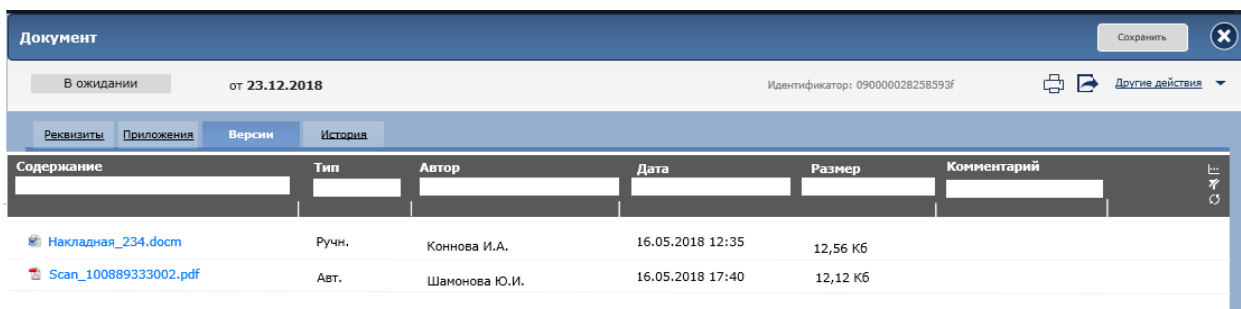 Документ Сохранить
В ожидании от 23.12.2018 Идентификатор: 090000028258593f Другие действия
Реквизиты Приложения Версии История
Содержание Тип Автор Дата Размер Комментарий
Накладная_234.docm Ручн. Коннова И.А. 16.05.2018 12:35 12,56 Кб
Scan_100889333002.pdf Авт. Шамонова Ю.И. 16.05.2018 17:40 12,12 Кб